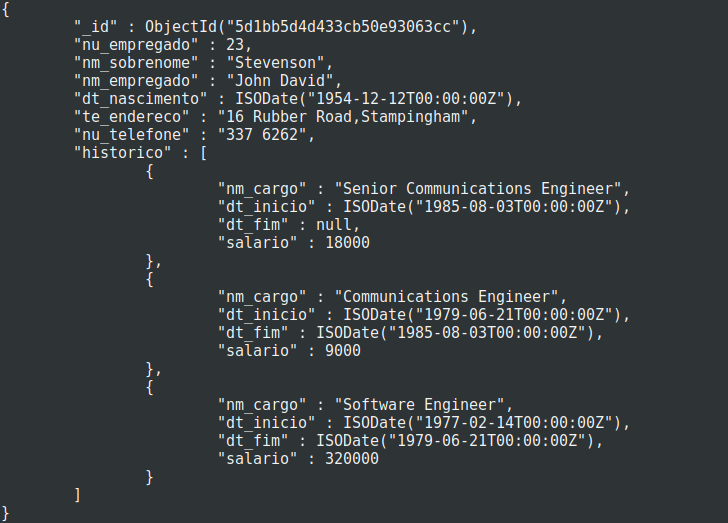 {
        "_id" : ObjectId("5d1bb5d4d433cb50e93063cc"),
        "nu_empregado" : 23,
        "nm_sobrenome" : "Stevenson",
        "nm_empregado" : "John David",
        "dt_nascimento" : ISODate("1954-12-12T00:00:00Z"),
        "te_endereco" : "16 Rubber Road,Stampingham",
        "nu_telefone" : "337 6262",
        "historico" : [
                {
                        "nm_cargo" : "Senior Communications Engineer",
                        "dt_inicio" : ISODate("1985-08-03T00:00:00Z"),
                        "dt_fim" : null,
                        "salario" : 18000
                },
                {
                        "nm_cargo" : "Communications Engineer",
                        "dt_inicio" : ISODate("1979-06-21T00:00:00Z"),
                        "dt_fim" : ISODate("1985-08-03T00:00:00Z"),
                        "salario" : 9000
                },
                {
                        "nm_cargo" : "Software Engineer",
                        "dt_inicio" : ISODate("1977-02-14T00:00:00Z"),
                        "dt_fim" : ISODate("1979-06-21T00:00:00Z"),
                        "salario" : 320000
                }
        ]
}